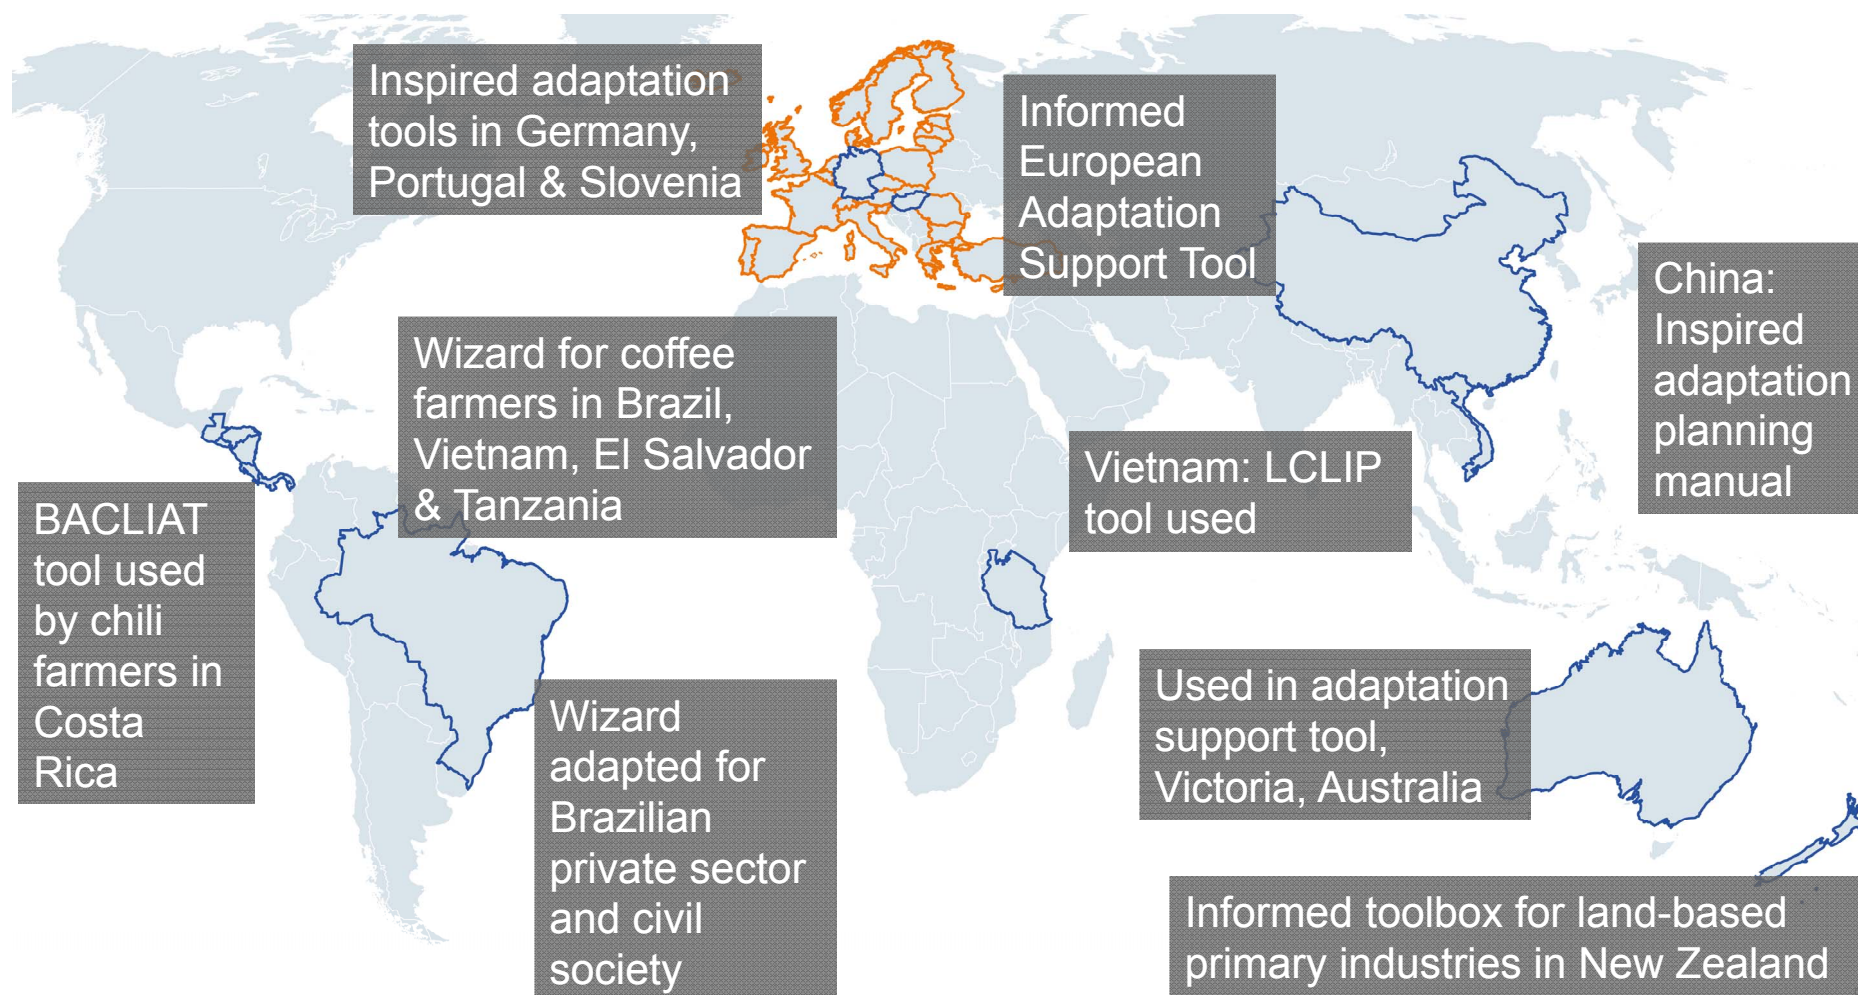 Inspired adaptation
tools in Germany,
Portugal & Slovenia
Informed
European
Adaptation
Support Tool
China:
Inspired
adaptation
planning
manual
Wizard for coffee
farmers in Brazil,
Vietnam, El Salvador
& Tanzania
Vietnam: LCLIP
tool used
BACLIAT
tool used
by chili
farmers in
Costa
Rica
Wizard
adapted for
Brazilian
private sector
and civil
society
Used in adaptation
support tool,
Victoria, Australia
Informed toolbox for land-based
primary industries in New Zealand